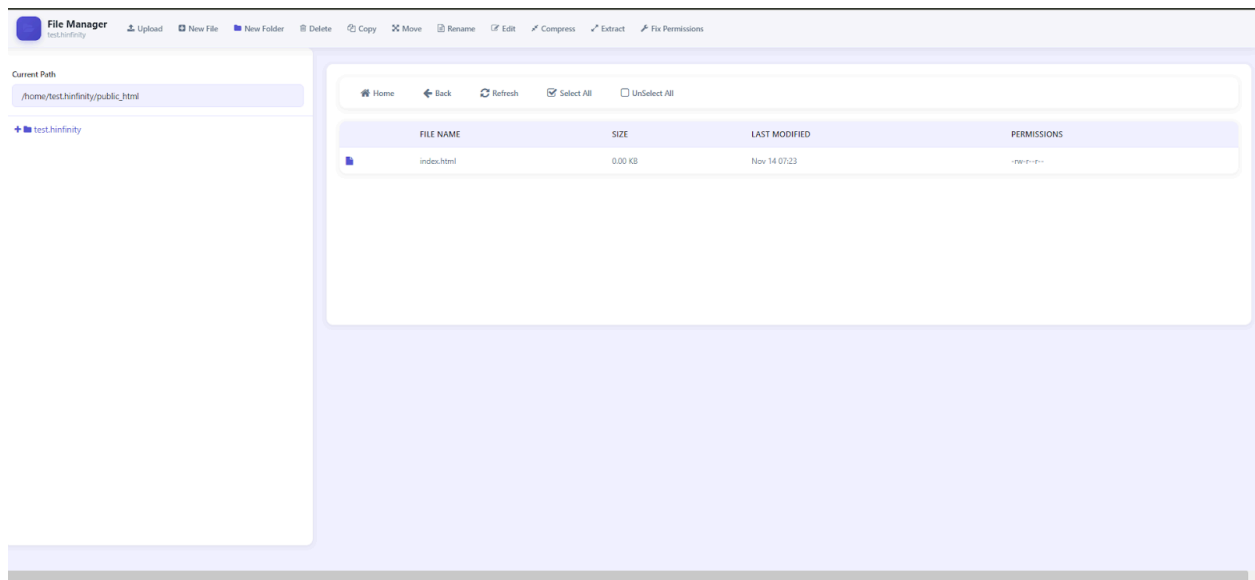 File Manager
test.hinfinity
Upload New File New Folder Delete Copy Move Rename Edit Compress Extract Fix Permissions
Current Path
/home/test.hinfinity/public_html
test.hinfinity
Home Back Refresh Select All UnSelect All
FILE NAME SIZE LAST MODIFIED PERMISSIONS
index.html 0.00 KB Nov 14 07:23 -rw-r--r--